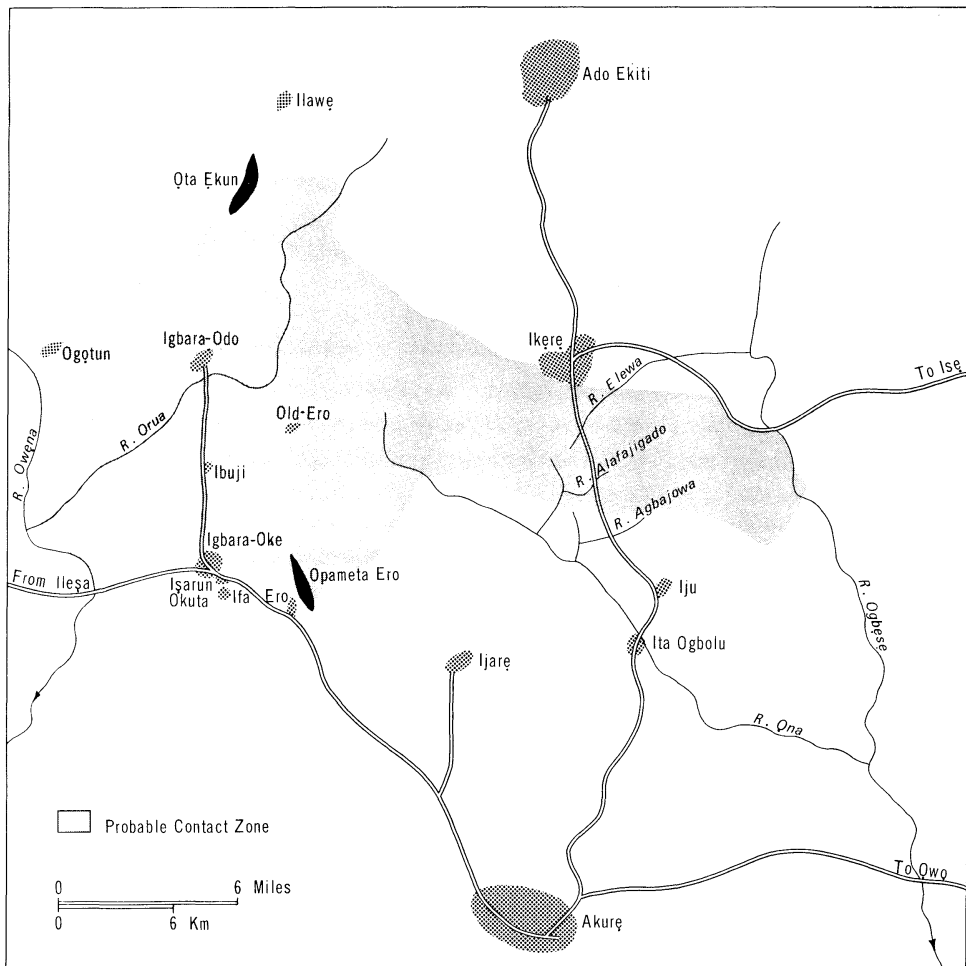 Ado Ekiti
Ilawẹ
Ọta Ẹkun
Igbara-Odo
Ikẹrẹ
Ogọtun
R. Elewa
To Isẹ
Old-Ero
R. Orua
R. Owẹna
R. Alafajigado
Ibuji
R. Agbajowa
Igbara-Oke
Opameta Ero
From Ileṣa
Iṣarun
Okuta
Ifa
Ero
Iju
R. Ogbẹsẹ
Ita Ogbolu
Ijarẹ
R. Ọna
Probable Contact Zone
0 6 Miles
0 6 Km
To Ọwọ
Akurẹ